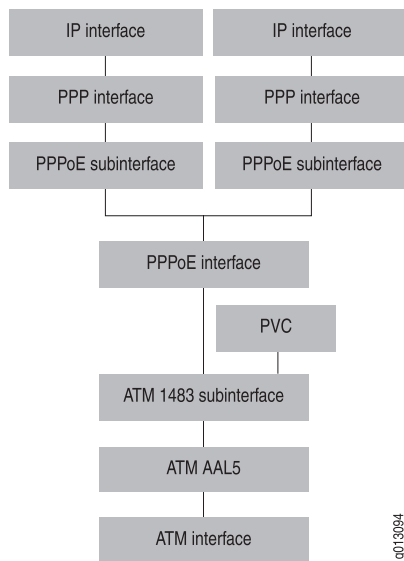 IP interface
IP interface
PPP interface
PPP interface
PPPoE subinterface
PPPoE subinterface
PPPoE interface
PVC
ATM 1483 subinterface
ATM AAL5
ATM interface
g013094